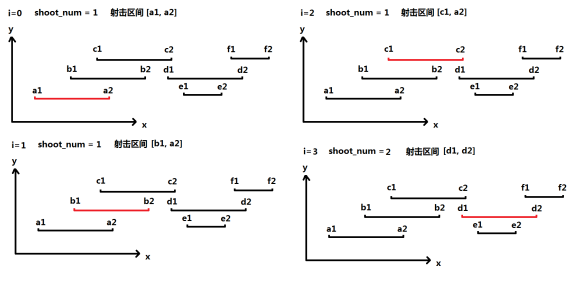 i=0 shoot_num = 1 射击区间 [a1, a2]
y
c1 c2 f1 f2
b1 b2 d1 d2
a1 a2 e1 e2
x
i=2 shoot_num = 1 射击区间 [c1, a2]
y
c1 c2 f1 f2
b1 b2 d1 d2
a1 a2 e1 e2
x
i=1 shoot_num = 1 射击区间 [b1, a2]
y
c1 c2 f1 f2
b1 b2 d1 d2
a1 a2 e1 e2
x
i=3 shoot_num = 2 射击区间 [d1, d2]
y
c1 c2 f1 f2
b1 b2 d1 d2
a1 a2 e1 e2
x